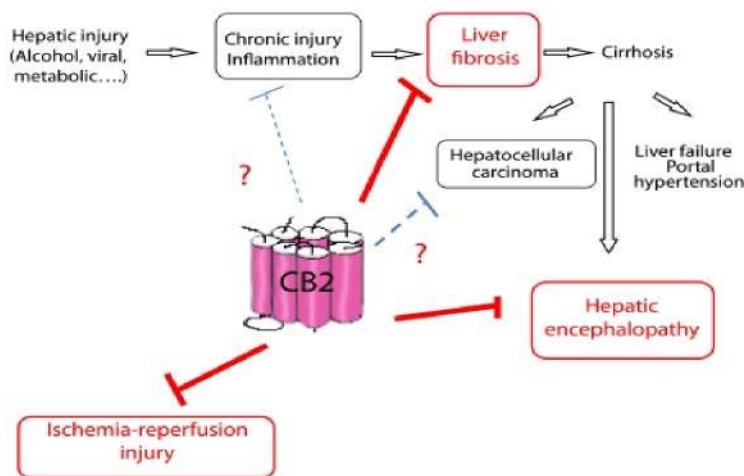 Hepatic injury
(Alcohol, viral,
metabolic....)
Chronic injury
Inflammation
Liver
fibrosis
Cirrhosis
Hepatocellular
carcinoma
Liver failure
Portal
hypertension
?
?
CB2
Hepatic
encephalopathy
Ischemia-reperfusion
injury